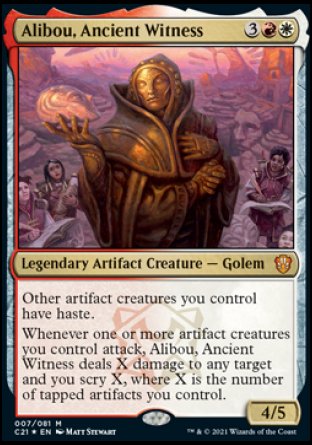 Alibou, Ancient Witness 3
Legendary Artifact Creature — Golem
Other artifact creatures you control
have haste.
Whenever one or more artifact creatures
you control attack, Alibou, Ancient
Witness deals X damage to any target
and you scry X, where X is the number
of tapped artifacts you control.
4/5
007/081 M
C21 ★ EN MATT STEWART
™ & © 2021 Wizards of the Coast